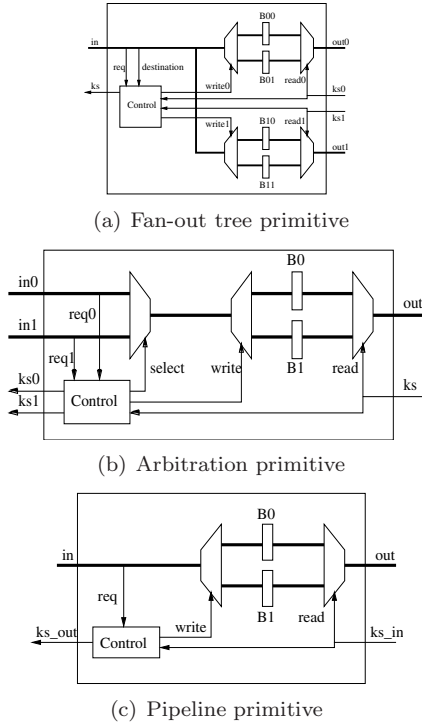 B00
in
out0
req
destination
B01
read0
ks
write0
ks0
Control
ks1
write1
B10
read1
out1
B11
(a) Fan-out tree primitive
B0
in0
out
req0
in1
B1
req1
ks0
select
write
read
ks
Control
ks1
(b) Arbitration primitive
B0
in
out
req
B1
write
read
ks_out
ks_in
Control
(c) Pipeline primitive